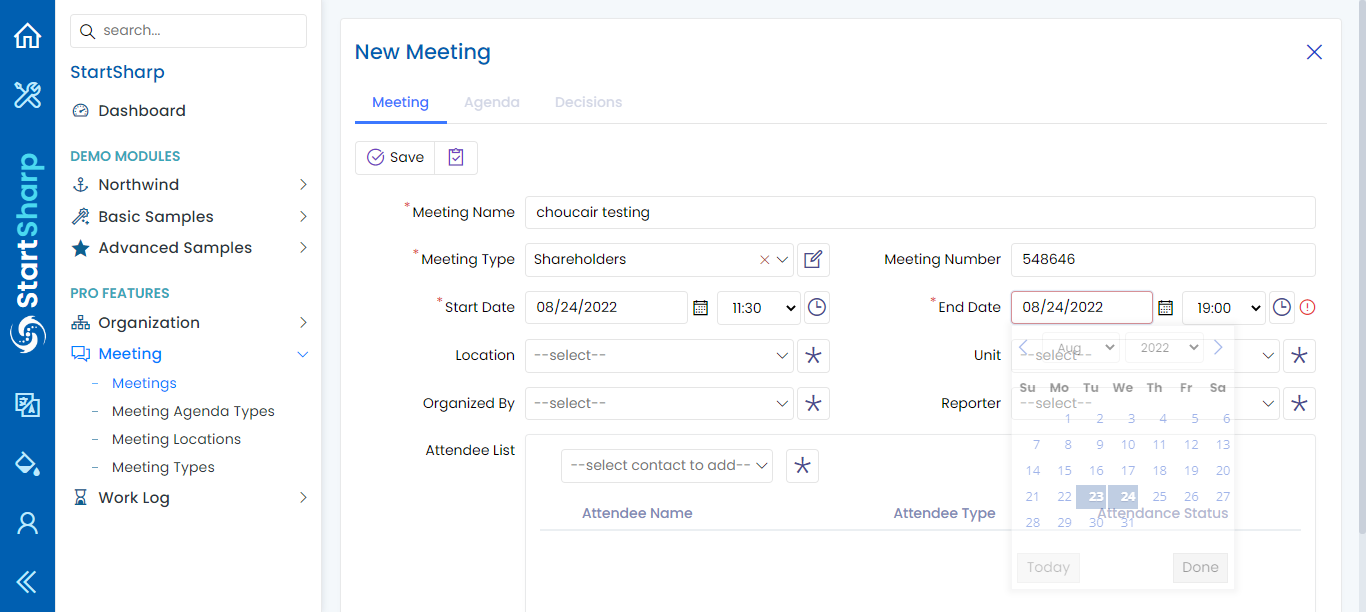 StartSharp
search...
StartSharp
Dashboard
DEMO MODULES
Northwind
Basic Samples
Advanced Samples
PRO FEATURES
Organization
Meeting
Meetings
Meeting Agenda Types
Meeting Locations
Meeting Types
Work Log
New Meeting
Meeting Agenda Decisions
Save
*Meeting Name choucair testing
*Meeting Type Shareholders Meeting Number 548646
*Start Date 08/24/2022 11:30 *End Date 08/24/2022 19:00
Location --select-- Unit --select--
Organized By --select-- Reporter --select--
Attendee List
--select contact to add--
Attendee Name Attendee Type Attendance Status
Aug 2022
Su Mo Tu We Th Fr Sa
1 2 3 4 5 6
7 8 9 10 11 12 13
14 15 16 17 18 19 20
21 22 23 24 25 26 27
28 29 30 31
Today Done